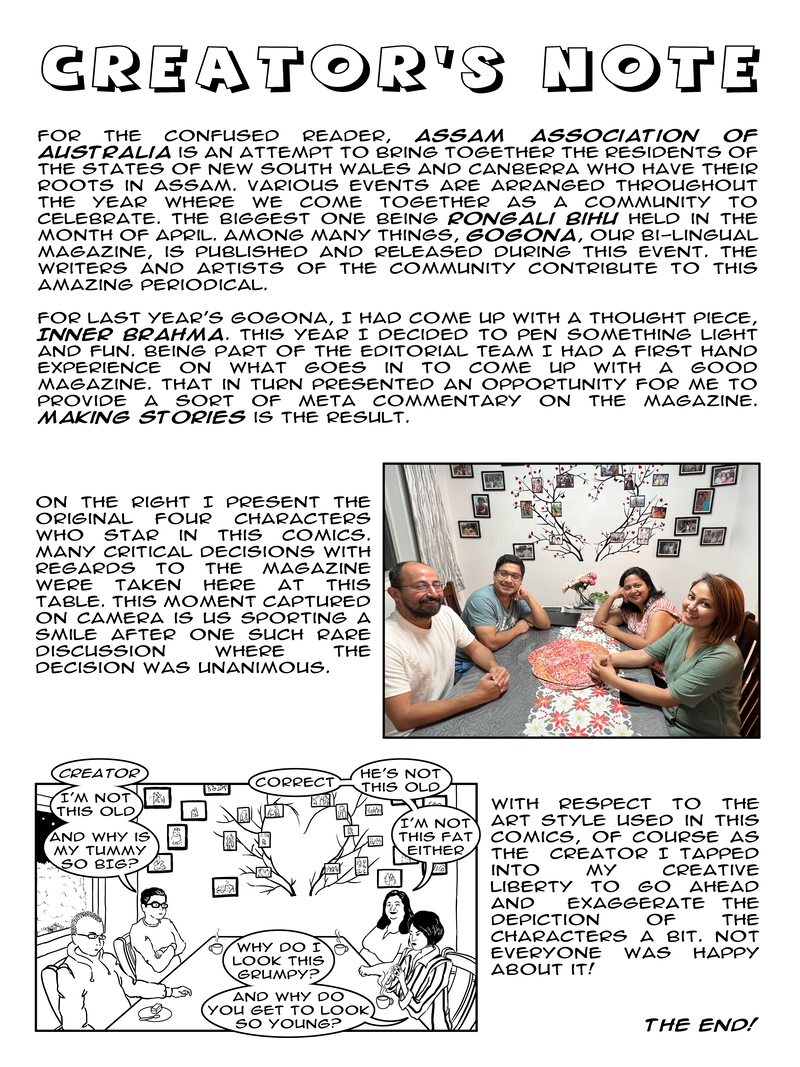 CREATOR'S NOTE
FOR THE CONFUSED READER, ASSAM ASSOCIATION OF
AUSTRALIA IS AN ATTEMPT TO BRING TOGETHER THE RESIDENTS OF
THE STATES OF NEW SOUTH WALES AND CANBERRA WHO HAVE THEIR
ROOTS IN ASSAM. VARIOUS EVENTS ARE ARRANGED THROUGHOUT
THE YEAR WHERE WE COME TOGETHER AS A COMMUNITY TO
CELEBRATE. THE BIGGEST ONE BEING RONGALI BIHU HELD IN THE
MONTH OF APRIL. AMONG MANY THINGS, GOGONA, OUR BI-LINGUAL
MAGAZINE, IS PUBLISHED AND RELEASED DURING THIS EVENT. THE
WRITERS AND ARTISTS OF THE COMMUNITY CONTRIBUTE TO THIS
AMAZING PERIODICAL.
FOR LAST YEAR'S GOGONA, I HAD COME UP WITH A THOUGHT PIECE,
INNER BRAHMA. THIS YEAR I DECIDED TO PEN SOMETHING LIGHT
AND FUN. BEING PART OF THE EDITORIAL TEAM I HAD A FIRST HAND
EXPERIENCE ON WHAT GOES IN TO COME UP WITH A GOOD
MAGAZINE. THAT IN TURN PRESENTED AN OPPORTUNITY FOR ME TO
PROVIDE A SORT OF META COMMENTARY ON THE MAGAZINE.
MAKING STORIES IS THE RESULT.
ON THE RIGHT I PRESENT THE
ORIGINAL FOUR CHARACTERS
WHO STAR IN THIS COMICS.
MANY CRITICAL DECISIONS WITH
REGARDS TO THE MAGAZINE
WERE TAKEN HERE AT THIS
TABLE. THIS MOMENT CAPTURED
ON CAMERA IS US SPORTING A
SMILE AFTER ONE SUCH RARE
DISCUSSION WHERE THE
DECISION WAS UNANIMOUS.
CREATOR
I'M NOT
THIS OLD
AND WHY IS
MY TUMMY
SO BIG?
CORRECT
HE'S NOT
THIS OLD
I'M NOT
THIS FAT
EITHER
WHY DO I
LOOK THIS
GRUMPY?
AND WHY DO
YOU GET TO LOOK
SO YOUNG?
WITH RESPECT TO THE
ART STYLE USED IN THIS
COMICS, OF COURSE AS
THE CREATOR I TAPPED
INTO MY CREATIVE
LIBERTY TO GO AHEAD
AND EXAGGERATE THE
DEPICTION OF THE
CHARACTERS A BIT. NOT
EVERYONE WAS HAPPY
ABOUT IT!
THE END!